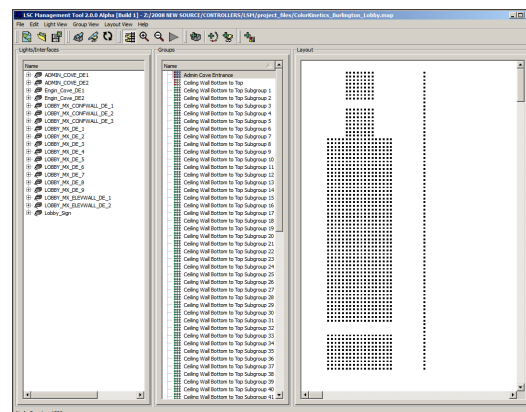 LSC Management Tool 2.0.0 Alpha [Build 1] - Z:/2008 NEW SOURCE/CONTROLLERS/LSM/project_files/ColorKinetics_Burlington_Lobby.map
File Edit Light View Group View Layout View Help
Lights/Interfaces
Name
ADMIN_COVE_DE1
ADMIN_COVE_DE2
Engin_Cove_DE1
Engin_Cove_DE2
LOBBY_MX_CONFWALL_DE_1
LOBBY_MX_CONFWALL_DE_2
LOBBY_MX_CONFWALL_DE_3
LOBBY_MX_DE_1
LOBBY_MX_DE_2
LOBBY_MX_DE_3
LOBBY_MX_DE_4
LOBBY_MX_DE_5
LOBBY_MX_DE_6
LOBBY_MX_DE_7
LOBBY_MX_DE_8
LOBBY_MX_DE_9
LOBBY_MX_ELEVWALL_DE_1
LOBBY_MX_ELEVWALL_DE_2
Lobby_Sign
Groups
Name
Admin Cove Entrance
Ceiling Wall Bottom to Top
Ceiling Wall Bottom to Top Subgroup 1
Ceiling Wall Bottom to Top Subgroup 2
Ceiling Wall Bottom to Top Subgroup 3
Ceiling Wall Bottom to Top Subgroup 4
Ceiling Wall Bottom to Top Subgroup 5
Ceiling Wall Bottom to Top Subgroup 6
Ceiling Wall Bottom to Top Subgroup 7
Ceiling Wall Bottom to Top Subgroup 8
Ceiling Wall Bottom to Top Subgroup 9
Ceiling Wall Bottom to Top Subgroup 10
Ceiling Wall Bottom to Top Subgroup 11
Ceiling Wall Bottom to Top Subgroup 12
Ceiling Wall Bottom to Top Subgroup 13
Ceiling Wall Bottom to Top Subgroup 14
Ceiling Wall Bottom to Top Subgroup 15
Ceiling Wall Bottom to Top Subgroup 16
Ceiling Wall Bottom to Top Subgroup 17
Ceiling Wall Bottom to Top Subgroup 18
Ceiling Wall Bottom to Top Subgroup 19
Ceiling Wall Bottom to Top Subgroup 20
Ceiling Wall Bottom to Top Subgroup 21
Ceiling Wall Bottom to Top Subgroup 22
Ceiling Wall Bottom to Top Subgroup 23
Ceiling Wall Bottom to Top Subgroup 24
Ceiling Wall Bottom to Top Subgroup 25
Ceiling Wall Bottom to Top Subgroup 26
Ceiling Wall Bottom to Top Subgroup 27
Ceiling Wall Bottom to Top Subgroup 28
Ceiling Wall Bottom to Top Subgroup 29
Ceiling Wall Bottom to Top Subgroup 30
Ceiling Wall Bottom to Top Subgroup 31
Ceiling Wall Bottom to Top Subgroup 32
Ceiling Wall Bottom to Top Subgroup 33
Ceiling Wall Bottom to Top Subgroup 34
Ceiling Wall Bottom to Top Subgroup 35
Ceiling Wall Bottom to Top Subgroup 36
Ceiling Wall Bottom to Top Subgroup 37
Ceiling Wall Bottom to Top Subgroup 38
Ceiling Wall Bottom to Top Subgroup 39
Ceiling Wall Bottom to Top Subgroup 40
Ceiling Wall Bottom to Top Subgroup 41
Layout